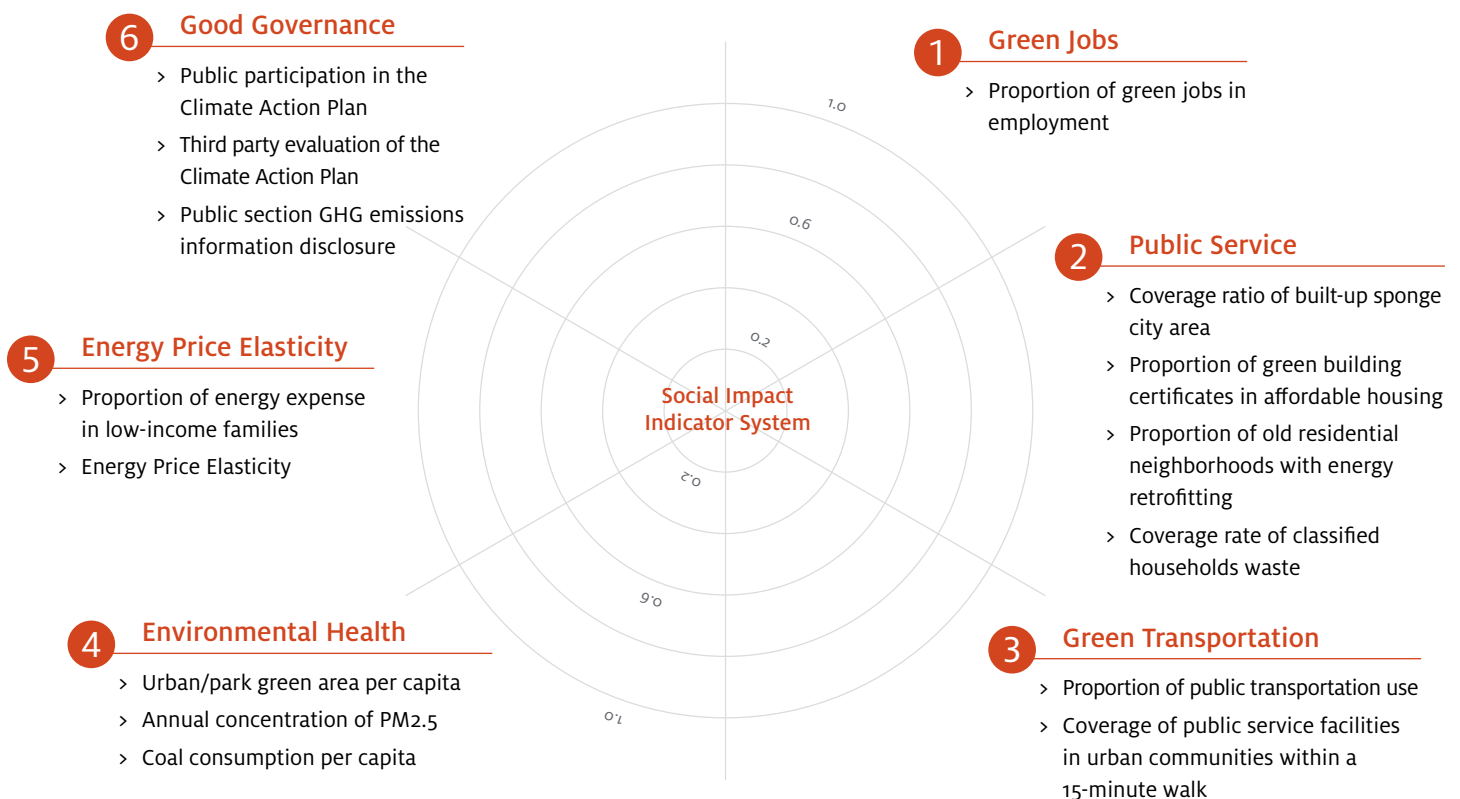 6
Good Governance
> Public participation in the
Climate Action Plan
> Third party evaluation of the
Climate Action Plan
> Public section GHG emissions
information disclosure
1
Green Jobs
> Proportion of green jobs in
employment
2
Public Service
> Coverage ratio of built-up sponge
city area
> Proportion of green building
certificates in affordable housing
> Proportion of old residential
neighborhoods with energy
retrofitting
> Coverage rate of classified
households waste
5
Energy Price Elasticity
> Proportion of energy expense
in low-income families
> Energy Price Elasticity
1.0
0.6
0.2
Social Impact
Indicator System
0.2
0.6
1.0
4
Environmental Health
> Urban/park green area per capita
> Annual concentration of PM2.5
> Coal consumption per capita
3
Green Transportation
> Proportion of public transportation use
> Coverage of public service facilities
in urban communities within a
15-minute walk